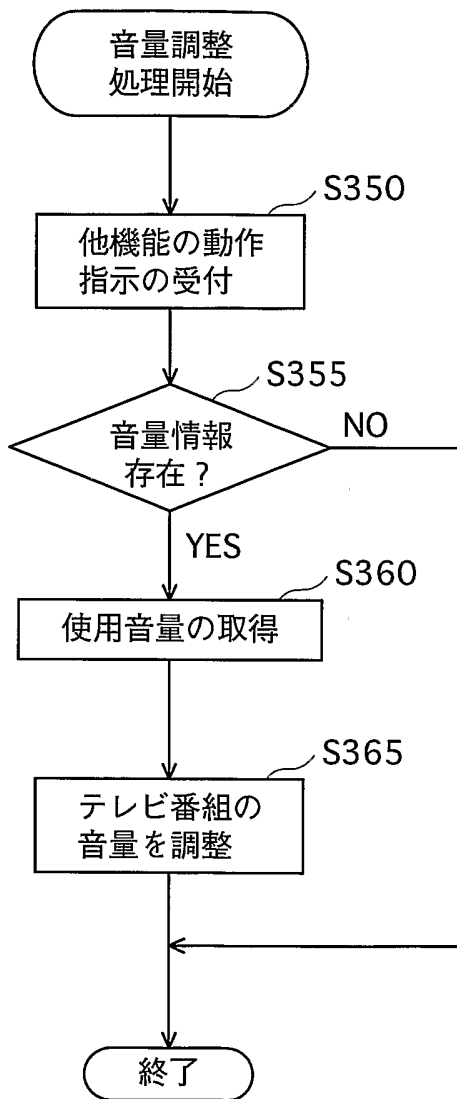 音量調整
処理開始
S350
他機能の動作
指示の受付
S355
音量情報
存在?
NO
YES
S360
使用音量の取得
S365
テレビ番組の
音量を調整
終了